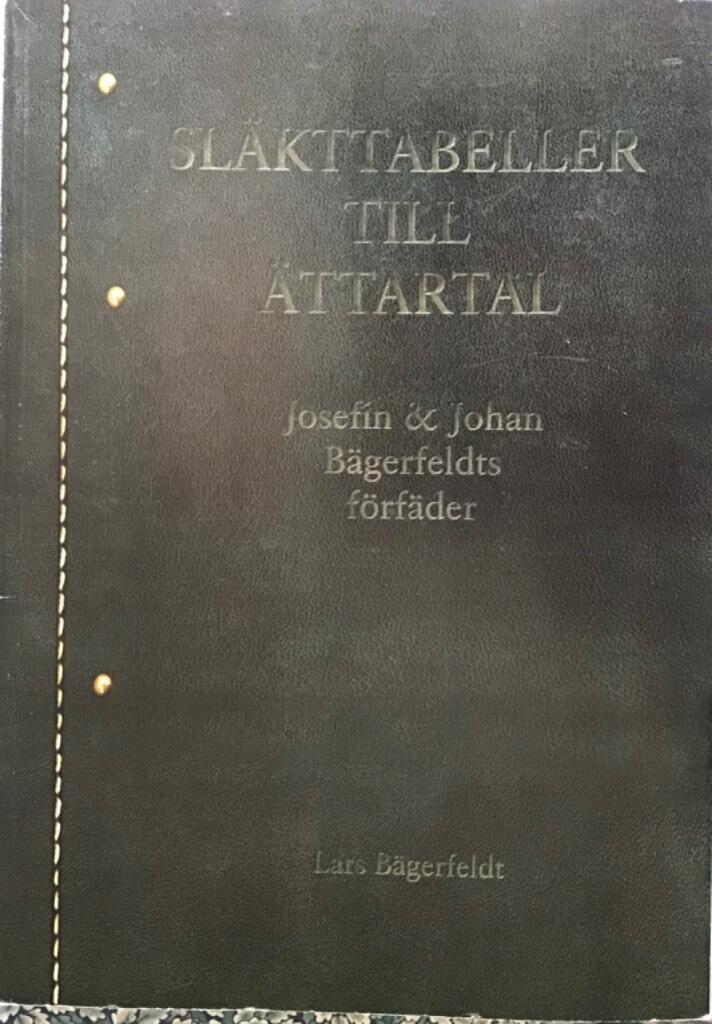 SLÄKTTABELLER
TILL
ÄTTARTAL
Josefin & Johan
Bägerfeldts
förfäder
Lars Bägerfeldt